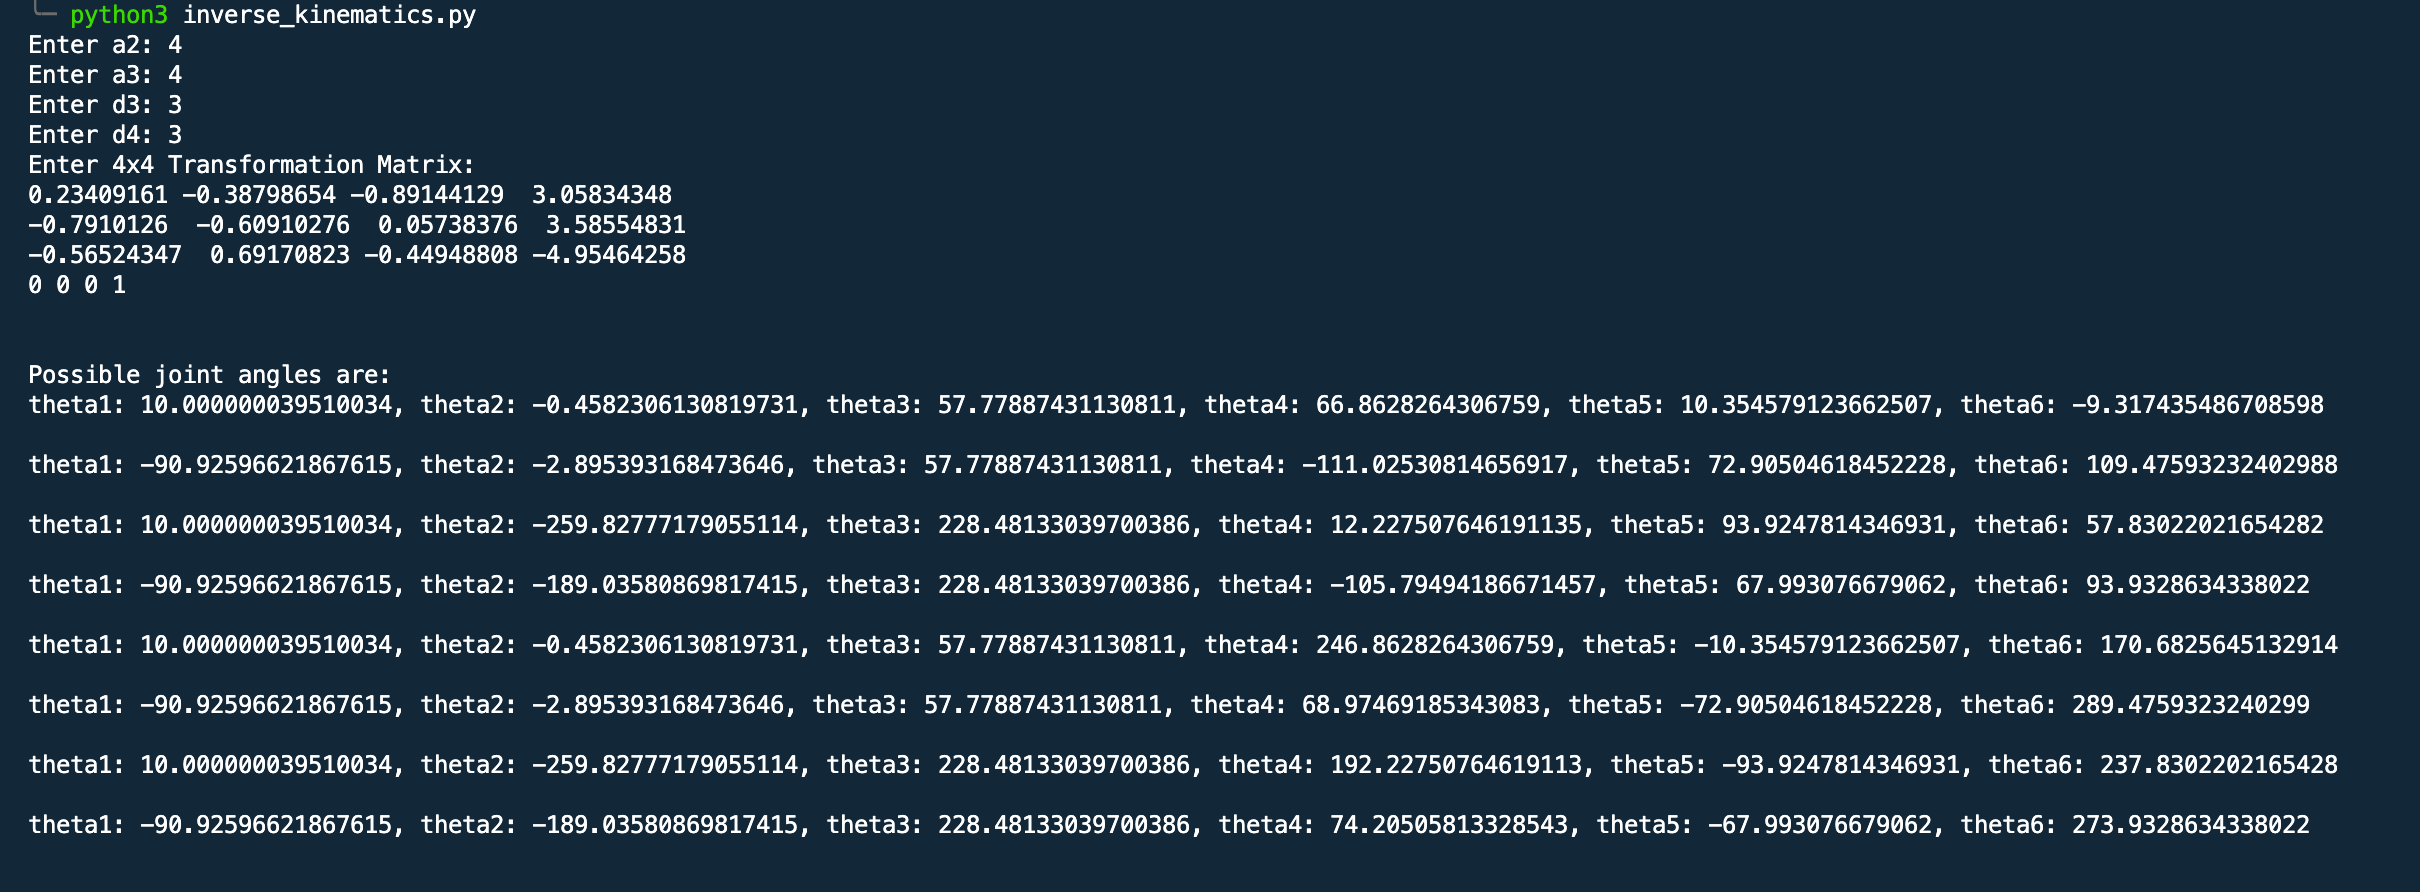 python3 inverse_kinematics.py
Enter a2: 4
Enter a3: 4
Enter d3: 3
Enter d4: 3
Enter 4x4 Transformation Matrix:
0.23409161 -0.38798654 -0.89144129  3.05834348
-0.7910126  -0.60910276  0.05738376  3.58554831
-0.56524347  0.69170823 -0.44948808 -4.95464258
0 0 0 1
Possible joint angles are:
theta1: 10.000000039510034, theta2: -0.4582306130819731, theta3: 57.77887431130811, theta4: 66.8628264306759, theta5: 10.354579123662507, theta6: -9.317435486708598
theta1: -90.92596621867615, theta2: -2.895393168473646, theta3: 57.77887431130811, theta4: -111.02530814656917, theta5: 72.90504618452228, theta6: 109.47593232402988
theta1: 10.000000039510034, theta2: -259.82777179055114, theta3: 228.48133039700386, theta4: 12.227507646191135, theta5: 93.9247814346931, theta6: 57.83022021654282
theta1: -90.92596621867615, theta2: -189.03580869817415, theta3: 228.48133039700386, theta4: -105.79494186671457, theta5: 67.993076679062, theta6: 93.9328634338022
theta1: 10.000000039510034, theta2: -0.4582306130819731, theta3: 57.77887431130811, theta4: 246.8628264306759, theta5: -10.354579123662507, theta6: 170.6825645132914
theta1: -90.92596621867615, theta2: -2.895393168473646, theta3: 57.77887431130811, theta4: 68.97469185343083, theta5: -72.90504618452228, theta6: 289.4759323240299
theta1: 10.000000039510034, theta2: -259.82777179055114, theta3: 228.48133039700386, theta4: 192.22750764619113, theta5: -93.9247814346931, theta6: 237.8302202165428
theta1: -90.92596621867615, theta2: -189.03580869817415, theta3: 228.48133039700386, theta4: 74.20505813328543, theta5: -67.993076679062, theta6: 273.9328634338022